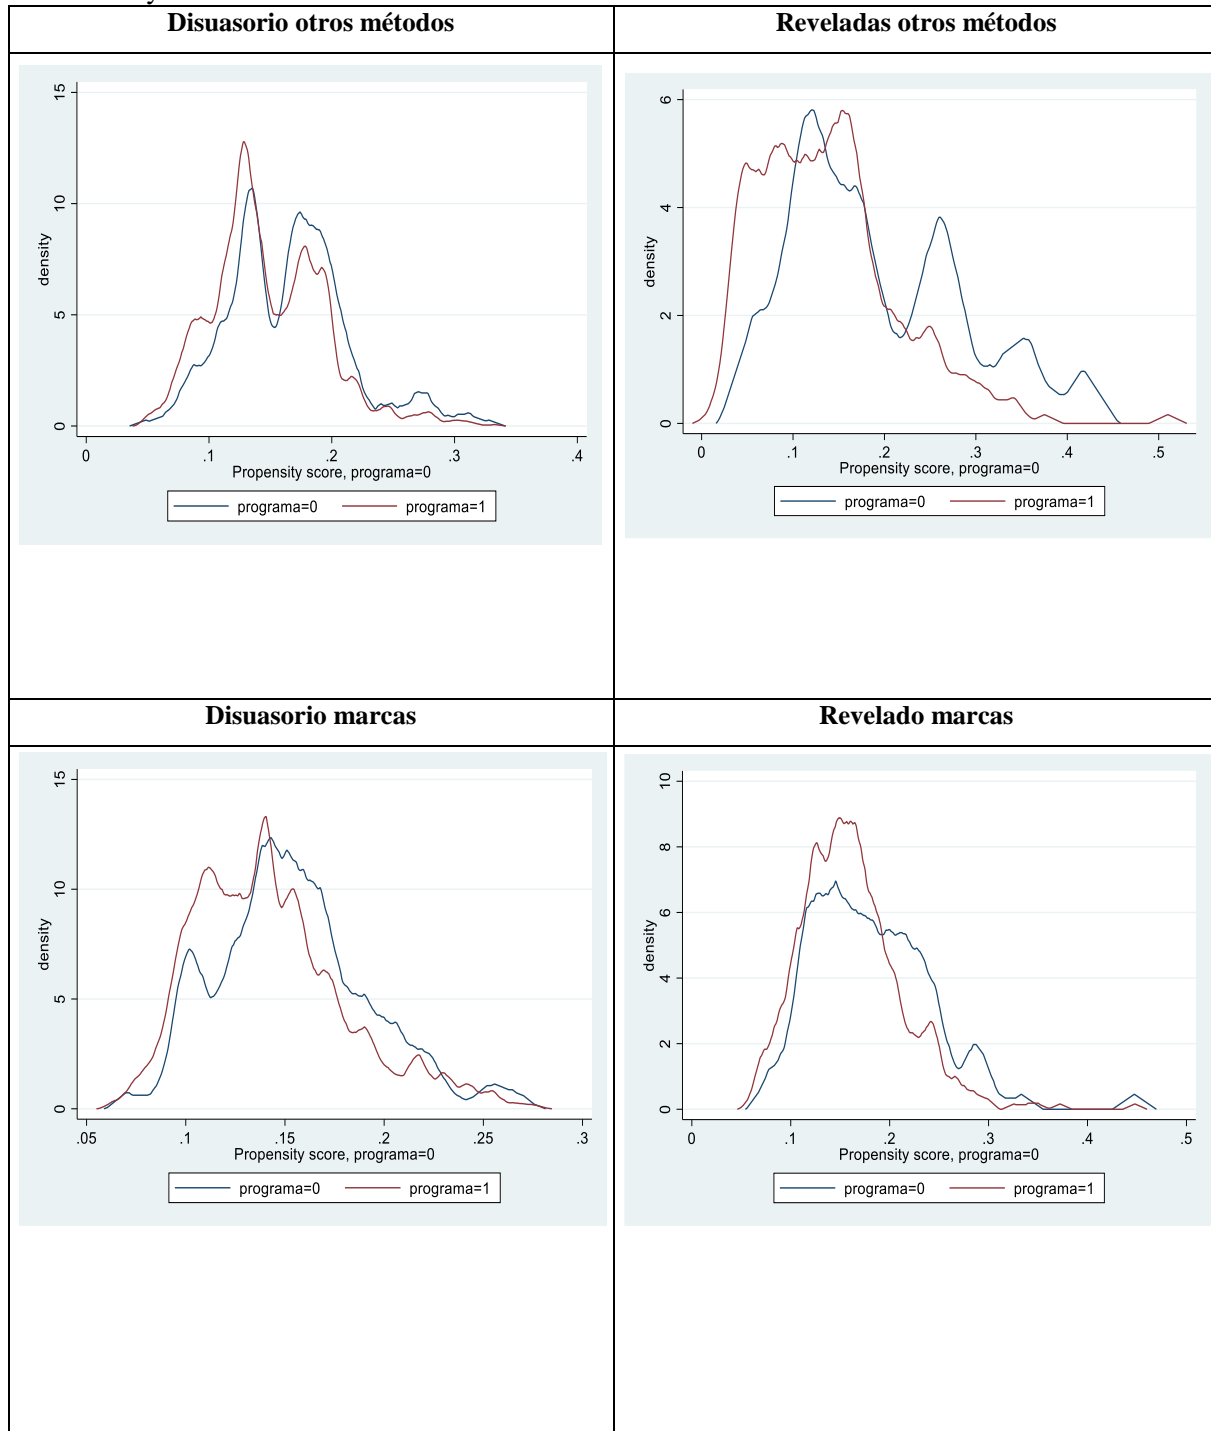 Disuasorio otros métodos
Reveladas otros métodos
15
10
5
0
density
0 .1 .2 .3 .4
Propensity score, programa=0
programa=0 programa=1
6
4
2
0
density
0 .1 .2 .3 .4 .5
Propensity score, programa=0
programa=0 programa=1
Disuasorio marcas
Revelado marcas
15
10
5
0
density
.05 .1 .15 .2 .25 .3
Propensity score, programa=0
programa=0 programa=1
10
8
6
4
2
0
density
0 .1 .2 .3 .4 .5
Propensity score, programa=0
programa=0 programa=1